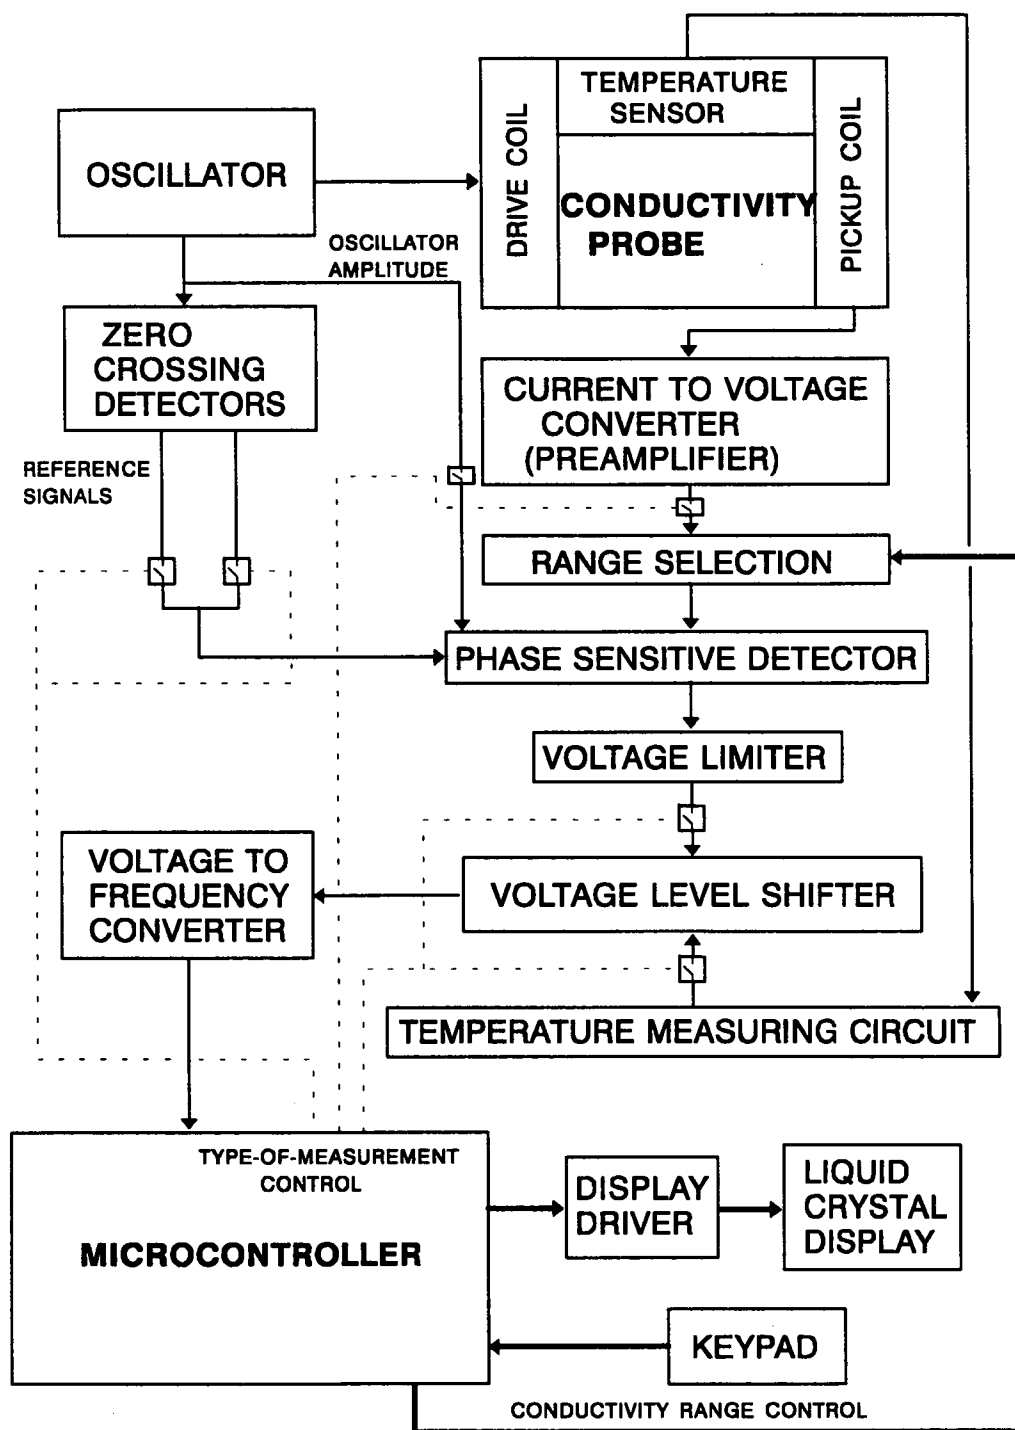 TEMPERATURE
SENSOR
DRIVE COIL
PICKUP COIL
CONDUCTIVITY
PROBE
OSCILLATOR
OSCILLATOR
AMPLITUDE
ZERO
CROSSING
DETECTORS
CURRENT TO VOLTAGE
CONVERTER
(PREAMPLIFIER)
REFERENCE
SIGNALS
RANGE SELECTION
PHASE SENSITIVE DETECTOR
VOLTAGE LIMITER
VOLTAGE TO
FREQUENCY
CONVERTER
VOLTAGE LEVEL SHIFTER
TEMPERATURE MEASURING CIRCUIT
TYPE-OF-MEASUREMENT
CONTROL
MICROCONTROLLER
DISPLAY
DRIVER
LIQUID
CRYSTAL
DISPLAY
KEYPAD
CONDUCTIVITY RANGE CONTROL